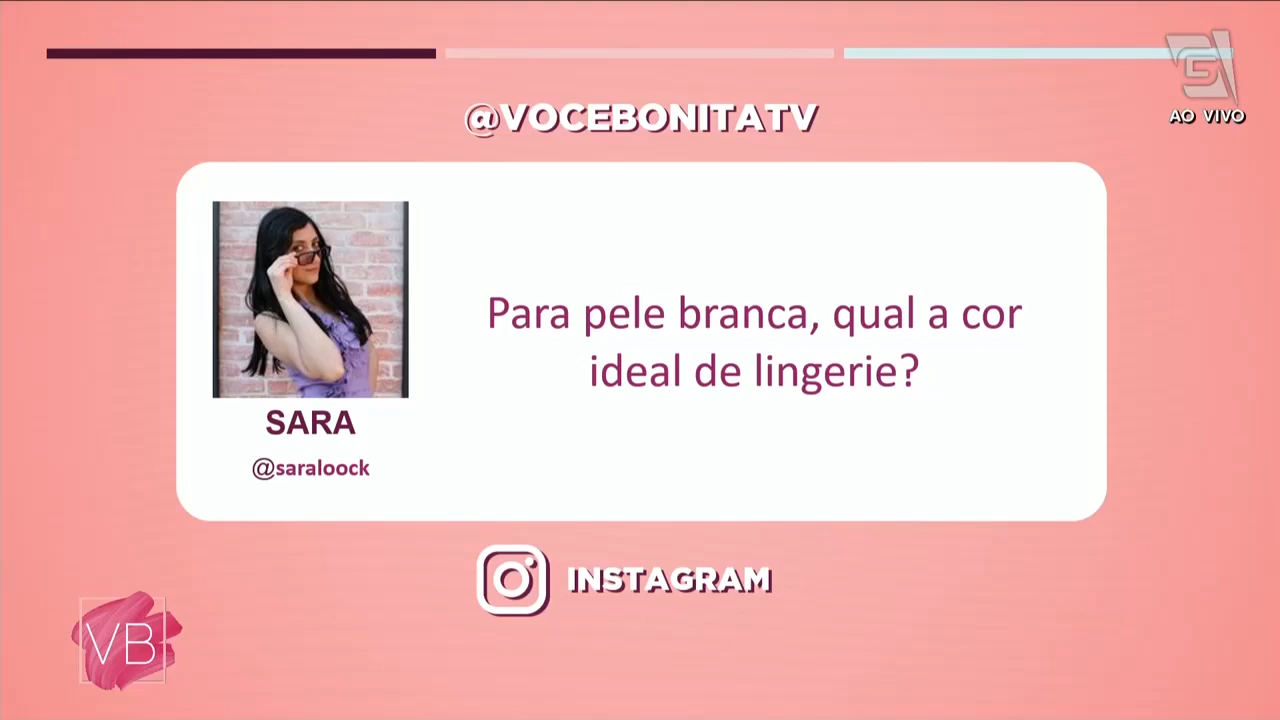 @VOCEBONITATV
AO VIVO
Para pele branca, qual a cor
ideal de lingerie?
SARA
@saraloock
INSTAGRAM
VB